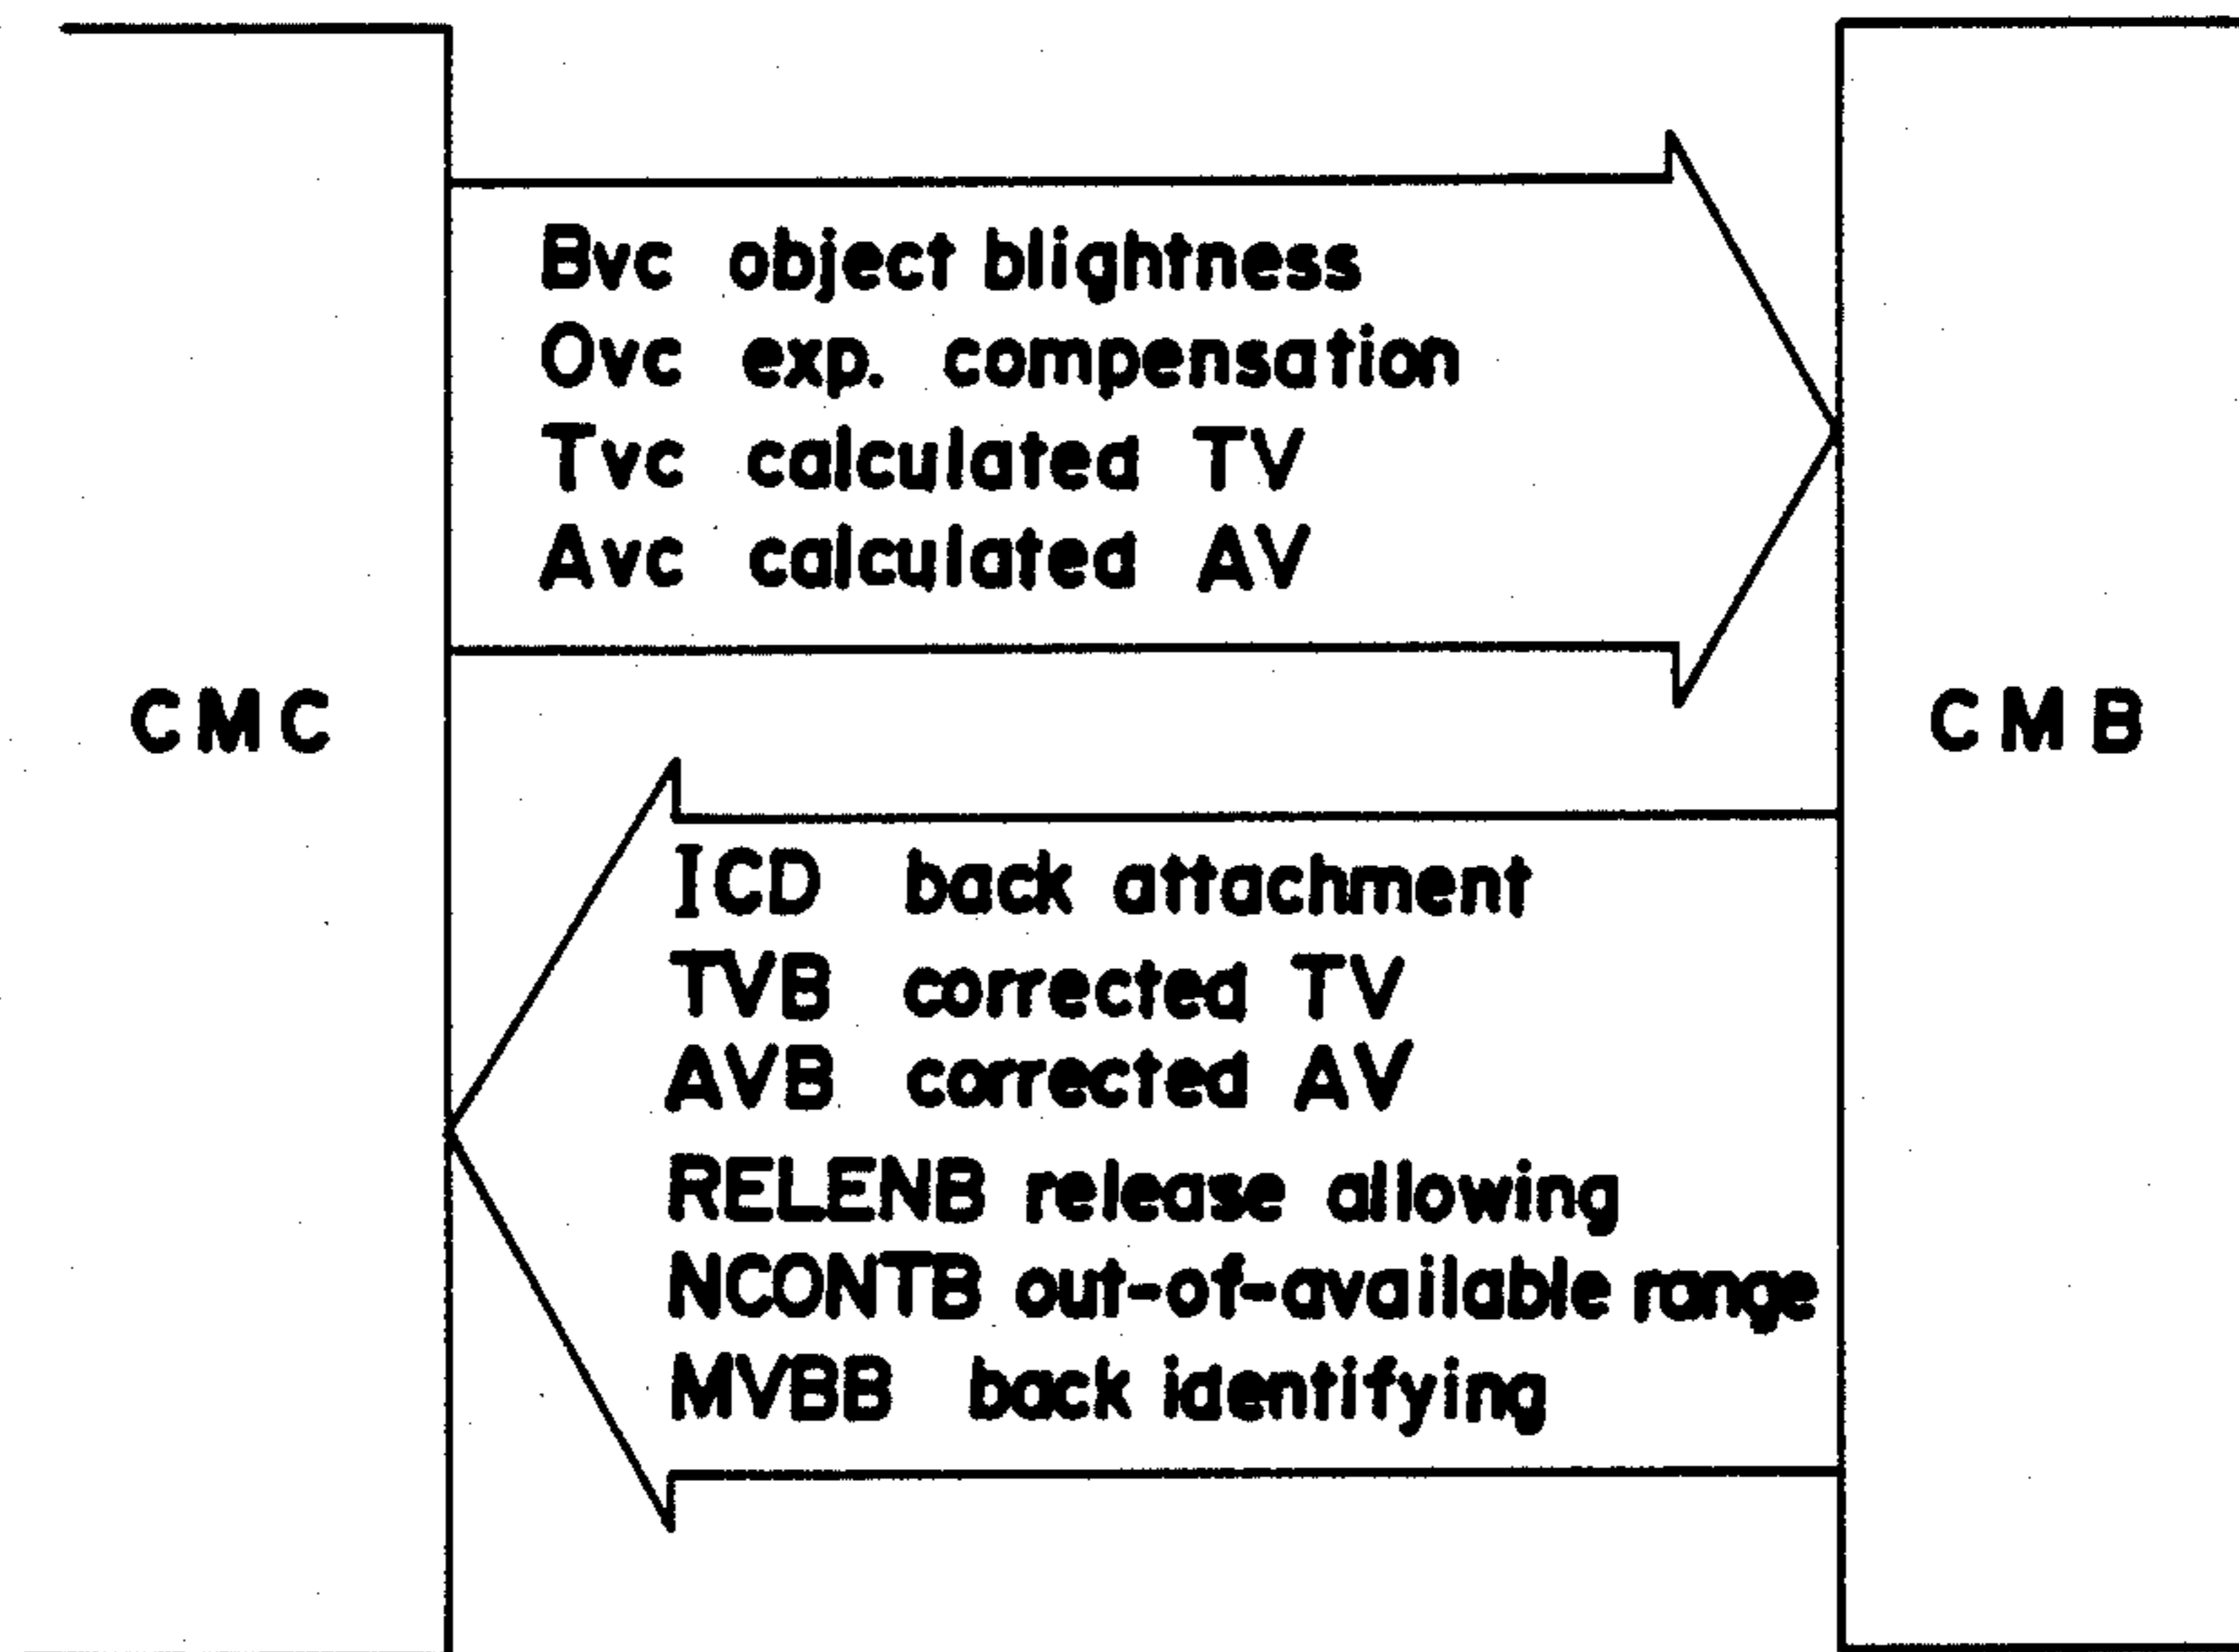 Bvc object blightness
Ovc exp. compensation
Tvc calculated TV
Avc calculated AV
CMC
CMB
ICD back attachment
TVB corrected TV
AVB corrected AV
RELENB release allowing
NCONTB out-of-available range
MVBB back identifying